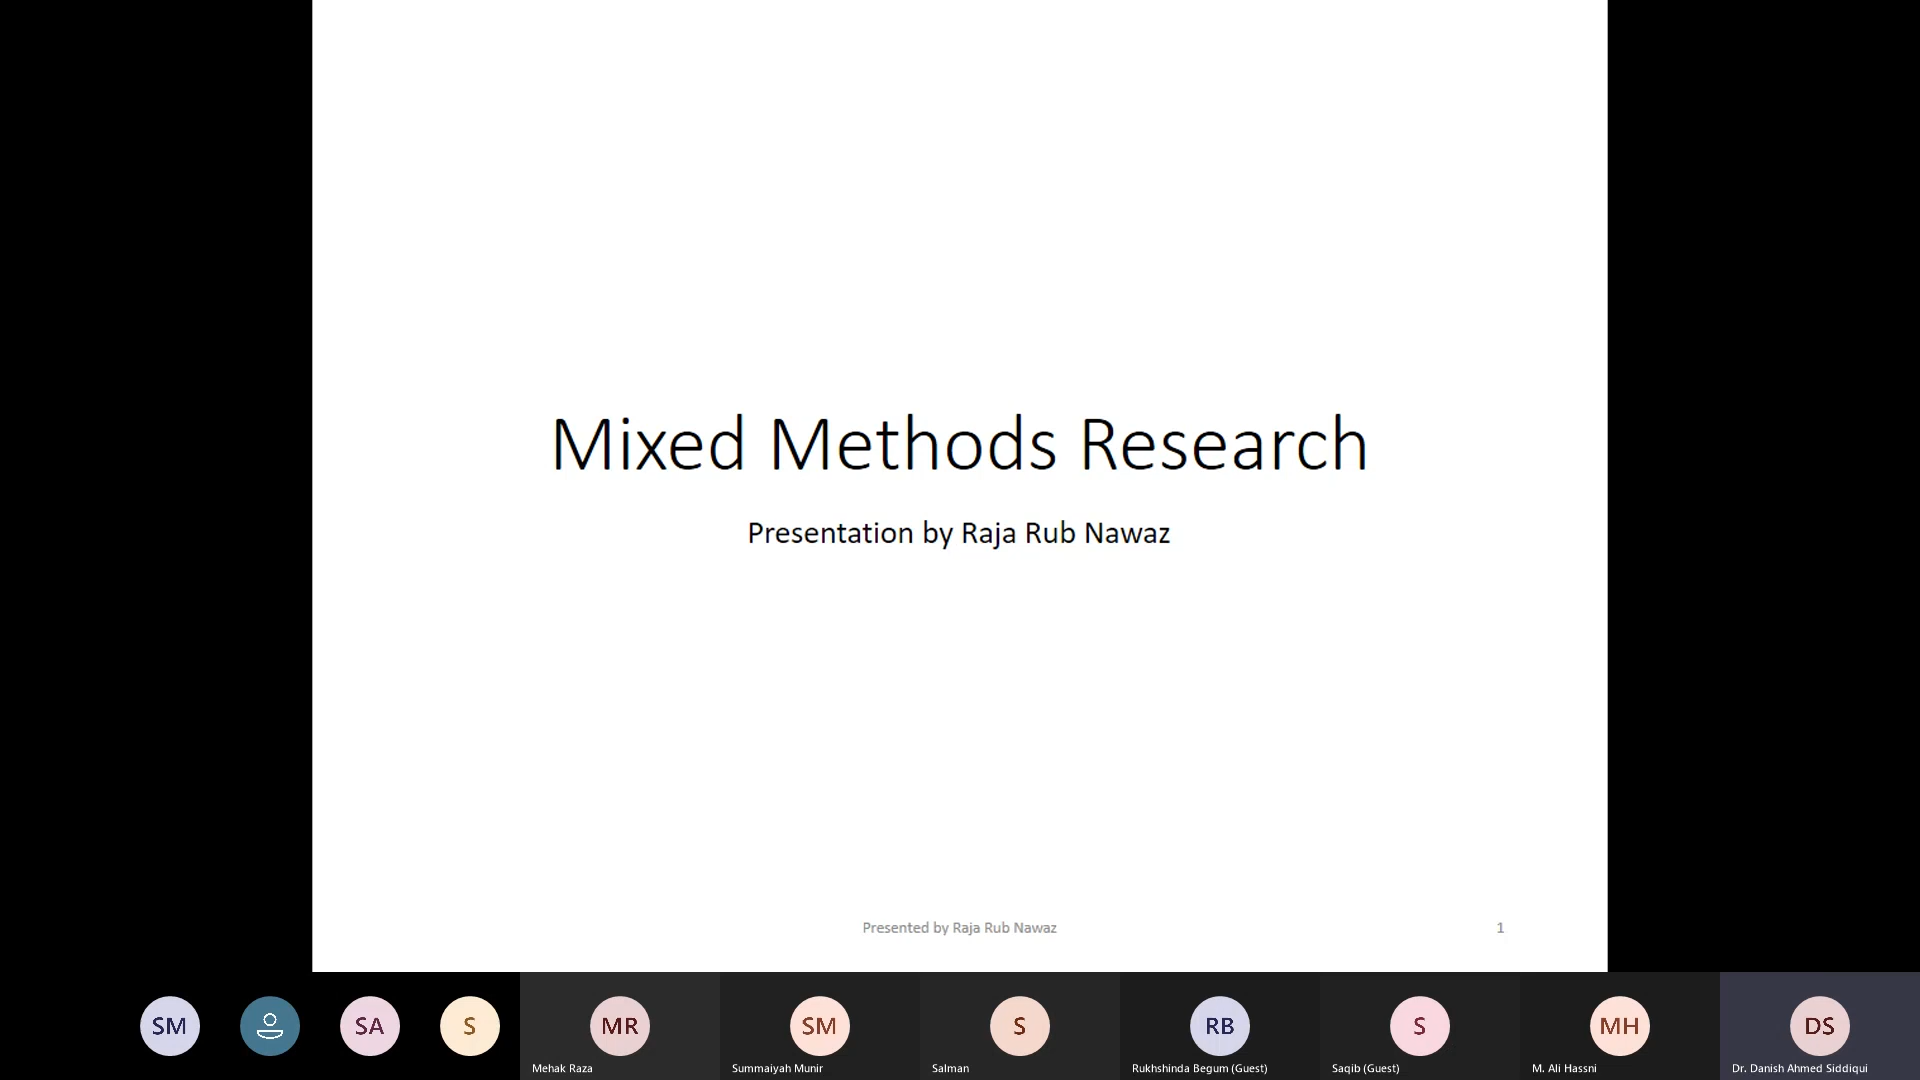 Mixed Methods Research
Presentation by Raja Rub Nawaz
Presented by Raja Rub Nawaz
1
SM
SA
S
MR
SM
S
RB
S
MH
DS
Mehak Raza
Summaiyah Munir
Salman
Rukhshinda Begum (Guest)
Saqib (Guest)
M. Ali Hassni
Dr. Danish Ahmed Siddiqui